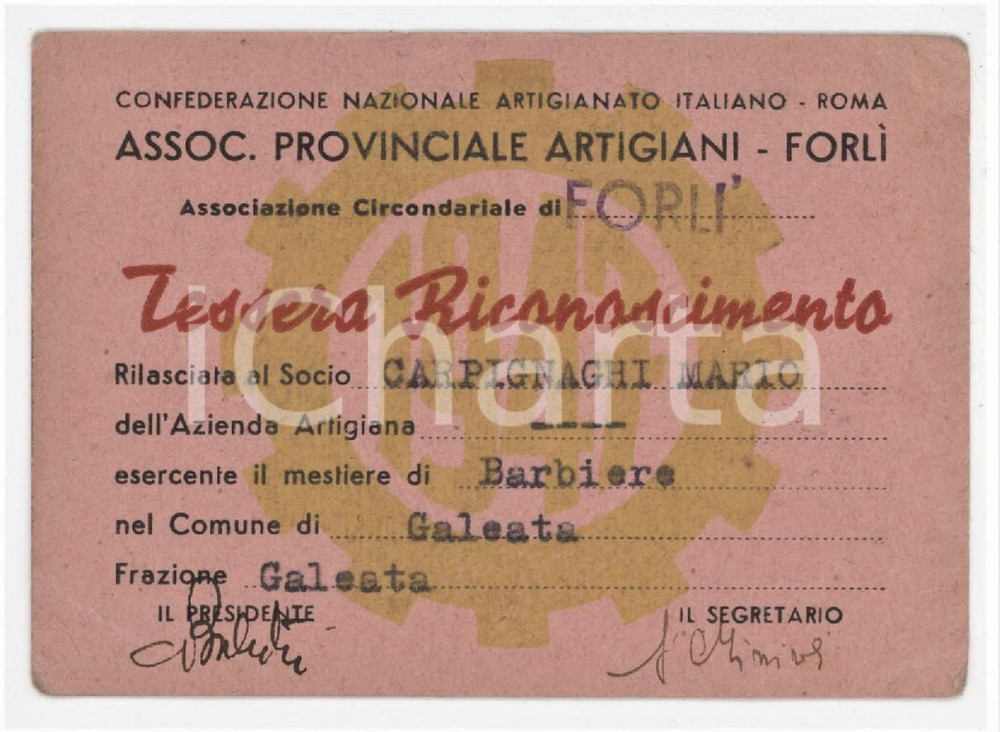 CONFEDERAZIONE NAZIONALE ARTIGIANATO ITALIANO - ROMA
ASSOC. PROVINCIALE ARTIGIANI - FORLÌ
Associazione Circondariale di FORLI'
1947
Tessera Riconoscimento
iCharta
Rilasciata al Socio CARPIGNAGHI MARIO
dell'Azienda Artigiana ----
esercente il mestiere di Barbiere
nel Comune di Galeata
Frazione Galeata
IL PRESIDENTE IL SEGRETARIO